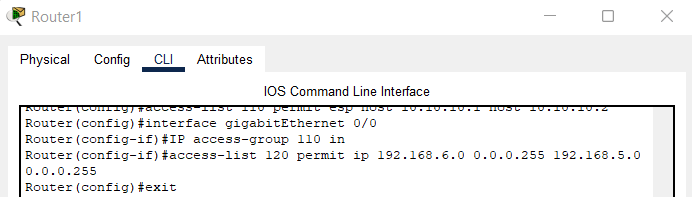 Router1
Physical Config CLI Attributes
IOS Command Line Interface
Router(config)#access-list 110 permit esp host 10.10.10.1 host 10.10.10.2
Router(config)#interface gigabitEthernet 0/0
Router(config-if)#IP access-group 110 in
Router(config-if)#access-list 120 permit ip 192.168.6.0 0.0.0.255 192.168.5.0
0.0.0.255
Router(config)#exit